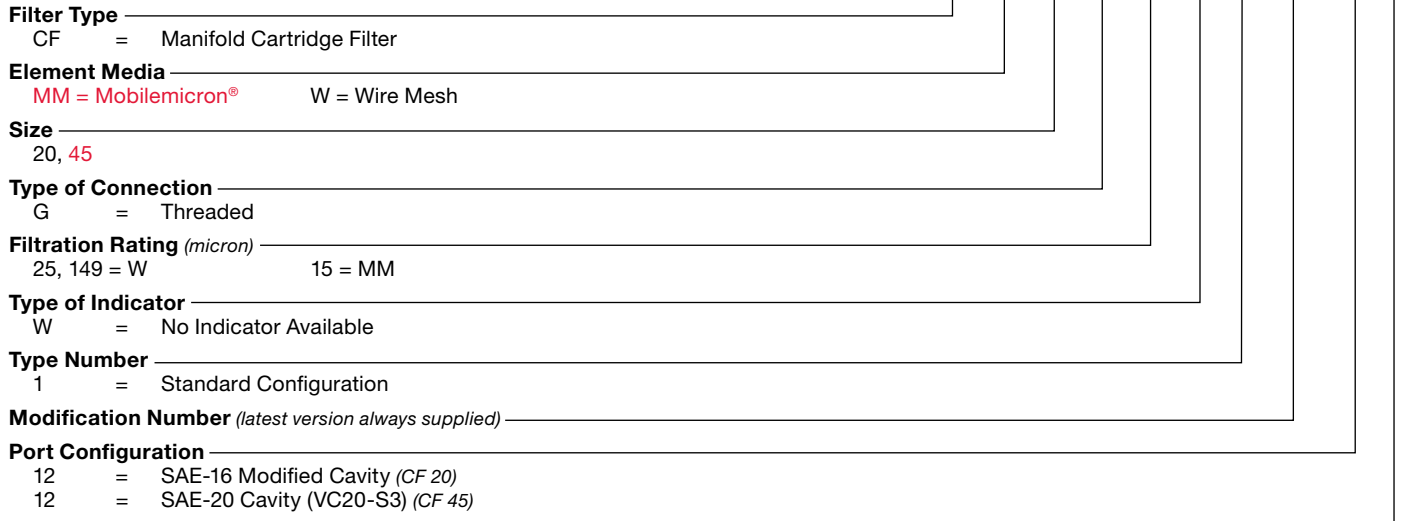 Filter Type
CF = Manifold Cartridge Filter
Element Media
MM = Mobilemicron® W = Wire Mesh
Size
20, 45
Type of Connection
G = Threaded
Filtration Rating (micron)
25, 149 = W 15 = MM
Type of Indicator
W = No Indicator Available
Type Number
1 = Standard Configuration
Modification Number (latest version always supplied)
Port Configuration
12 = SAE-16 Modified Cavity (CF 20)
12 = SAE-20 Cavity (VC20-S3) (CF 45)